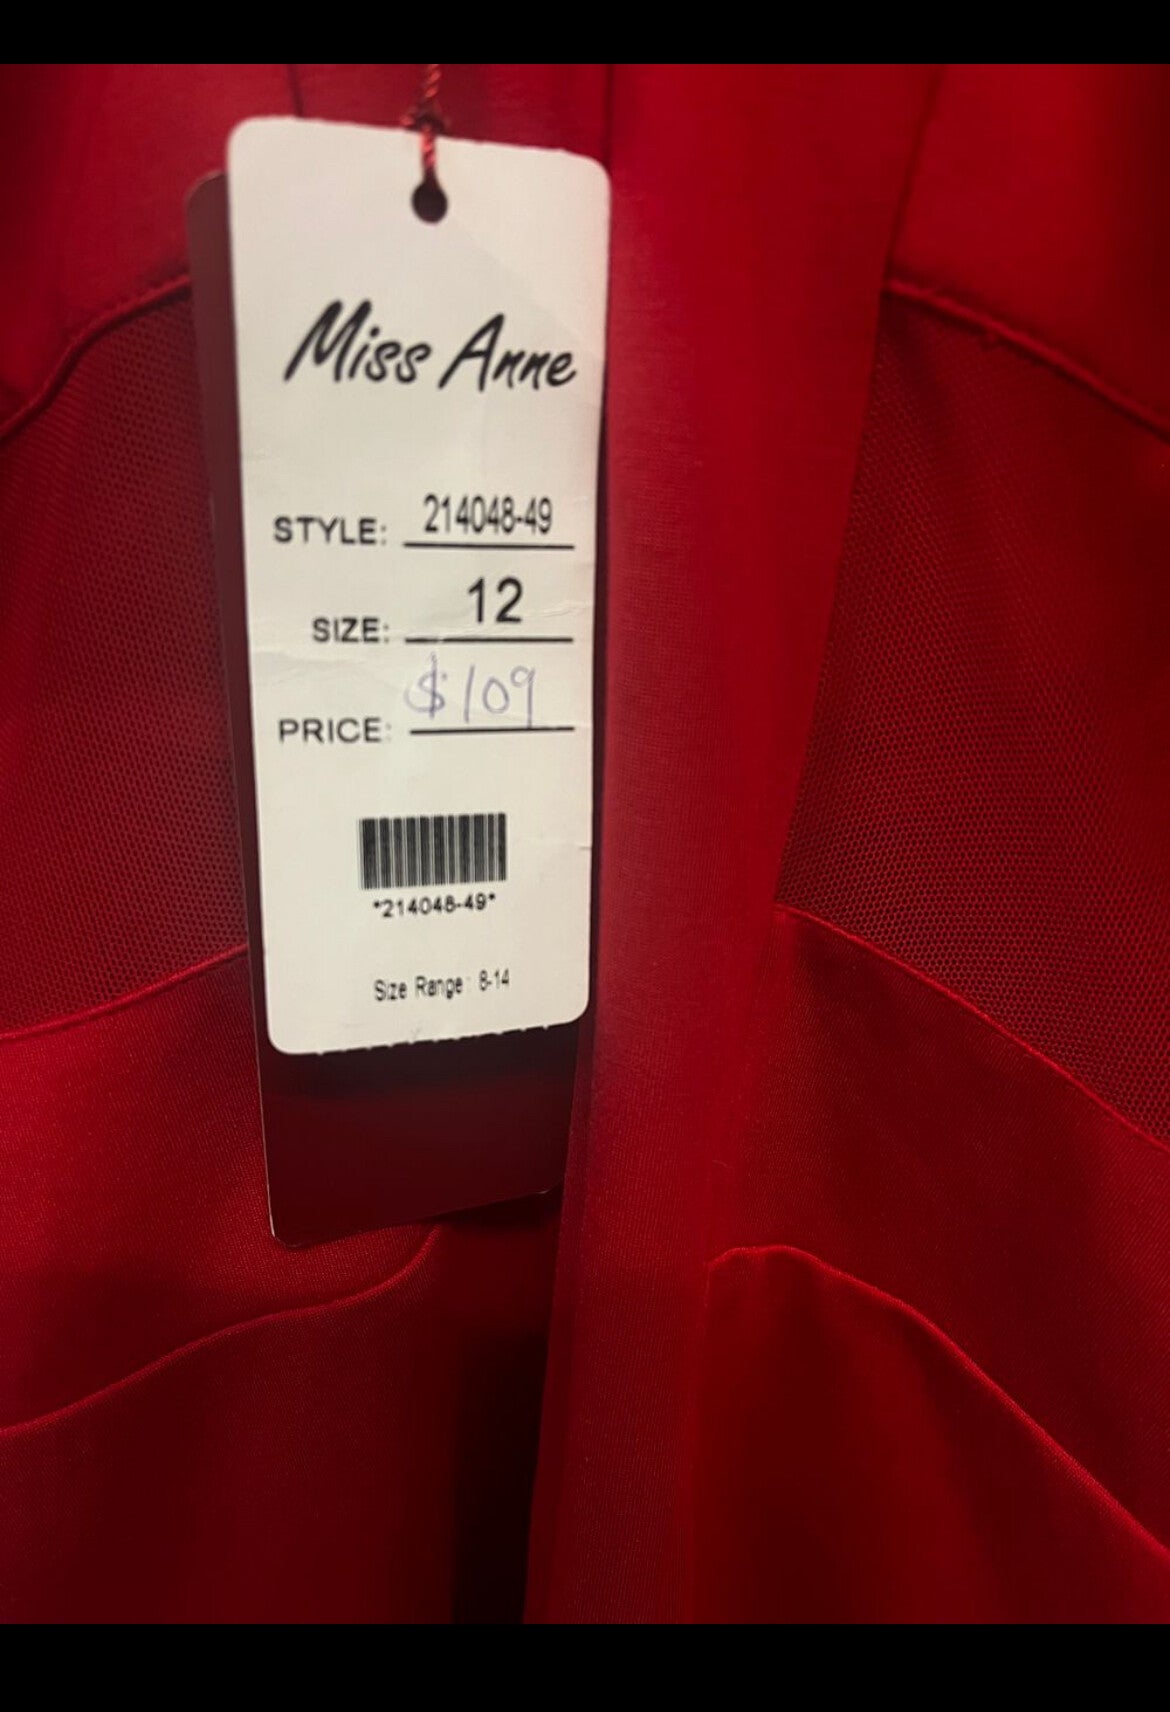 Miss Anne
STYLE: 214048-49
SIZE: 12
PRICE: $109
*214048-49*
Size Range: 8-14